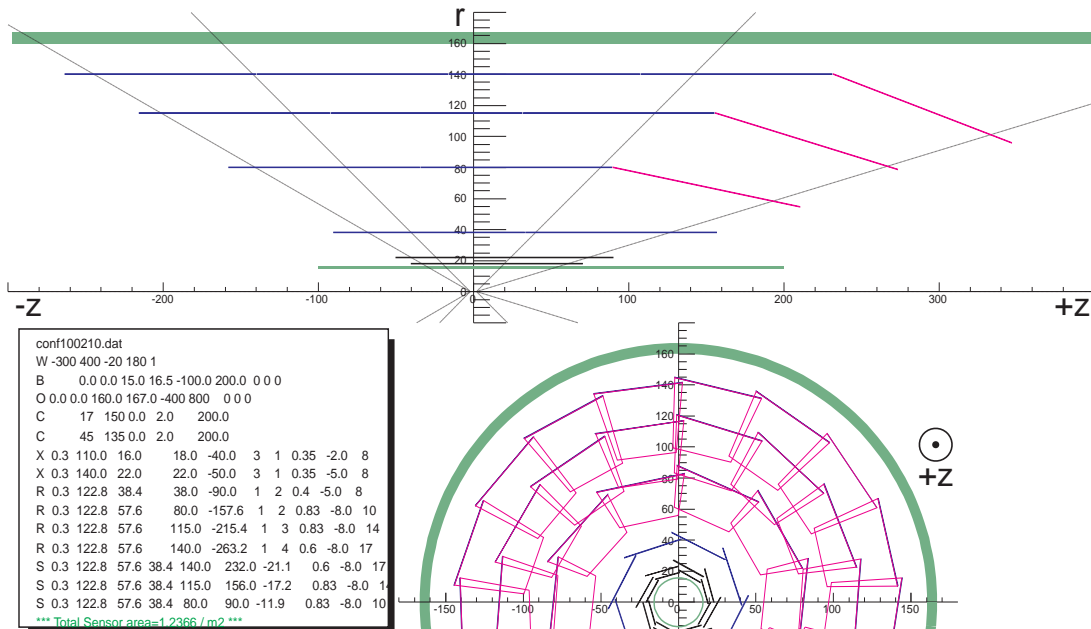 r
160
140
120
100
80
60
40
20
0
-200
-100
0
100
200
300
-z
+z
conf100210.dat
W -300 400 -20 180 1
B 0.0 0.0 15.0 16.5 -100.0 200.0 0 0 0
O 0.0 0.0 160.0 167.0 -400 800 0 0 0
C 17 150 0.0 2.0 200.0
C 45 135 0.0 2.0 200.0
X 0.3 110.0 16.0 18.0 -40.0 3 1 0.35 -2.0 8
X 0.3 140.0 22.0 22.0 -50.0 3 1 0.35 -5.0 8
R 0.3 122.8 38.4 38.0 -90.0 1 2 0.4 -5.0 8
R 0.3 122.8 57.6 80.0 -157.6 1 2 0.83 -8.0 10
R 0.3 122.8 57.6 115.0 -215.4 1 3 0.83 -8.0 14
R 0.3 122.8 57.6 140.0 -263.2 1 4 0.6 -8.0 17
S 0.3 122.8 57.6 38.4 140.0 232.0 -21.1 0.6 -8.0 17
S 0.3 122.8 57.6 38.4 115.0 156.0 -17.2 0.83 -8.0 14
S 0.3 122.8 57.6 38.4 80.0 90.0 -11.9 0.83 -8.0 10
*** Total Sensor area=1.2366 / m2 ***
160
140
120
100
80
60
40
20
0
-150
-100
-50
0
50
100
150
+z